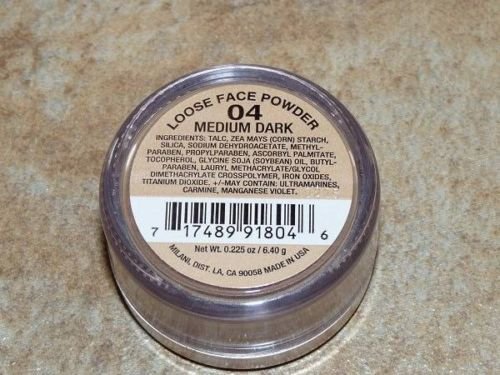 LOOSE FACE POWDER
04
MEDIUM DARK
INGREDIENTS: TALC, ZEA MAYS (CORN) STARCH,
SILICA, SODIUM DEHYDROACETATE, METHYL-
PARABEN, PROPYLPARABEN, ASCORBYL PALMITATE,
TOCOPHEROL, GLYCINE SOJA (SOYBEAN) OIL, BUTYL-
PARABEN, LAURYL METHACRYLATE/GLYCOL
DIMETHACRYLATE CROSSPOLYMER, IRON OXIDES,
TITANIUM DIOXIDE. +/-MAY CONTAIN: ULTRAMARINES,
CARMINE, MANGANESE VIOLET.
7 17489 91804 6
Net Wt. 0.225 oz / 6.40 g
MILANI, DIST. LA, CA 90058 MADE IN USA